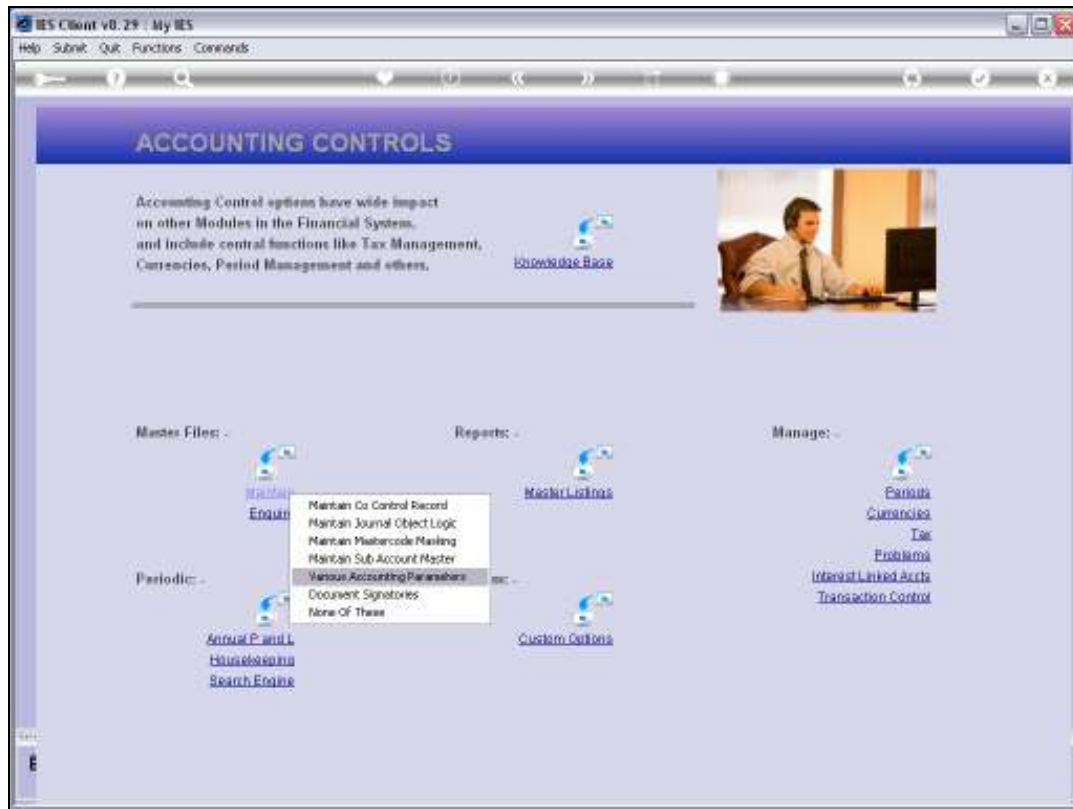 IES Client v8.29 : My IES
Help Submit Quit Functions Commands
ACCOUNTING CONTROLS
Accounting Control options have wide impact
on other Modules in the Financial System,
and include central functions like Tax Management,
Currencies, Period Management and others.
Knowledge Base
Master Files: -
Reports: -
Manage: -
Maintain
Enquire
Master Listings
Periods
Currencies
Tax
Problems
Interest Linked Accts
Transaction Control
Maintain Co Control Record
Maintain Journal Object Logic
Maintain Mastercode Masking
Maintain Sub Account Master
Various Accounting Parameters
Document Signatories
None Of These
Periodic: -
Annual P and L
Housekeeping
Search Engine
Custom Options